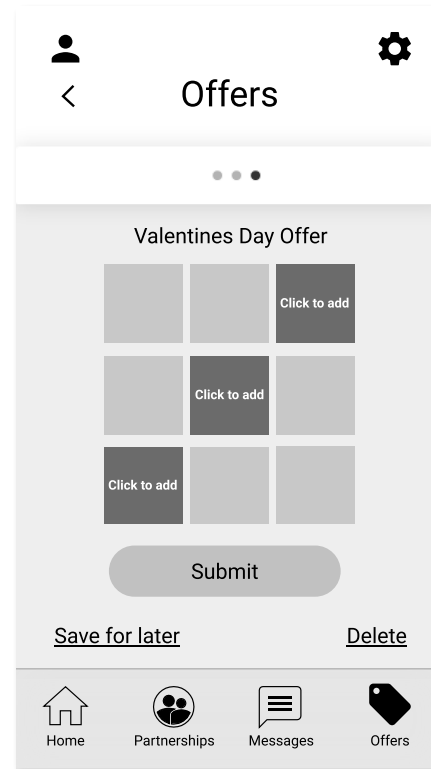 Offers
Valentines Day Offer
Click to add
Click to add
Click to add
Submit
Save for later Delete
Home Partnerships Messages Offers